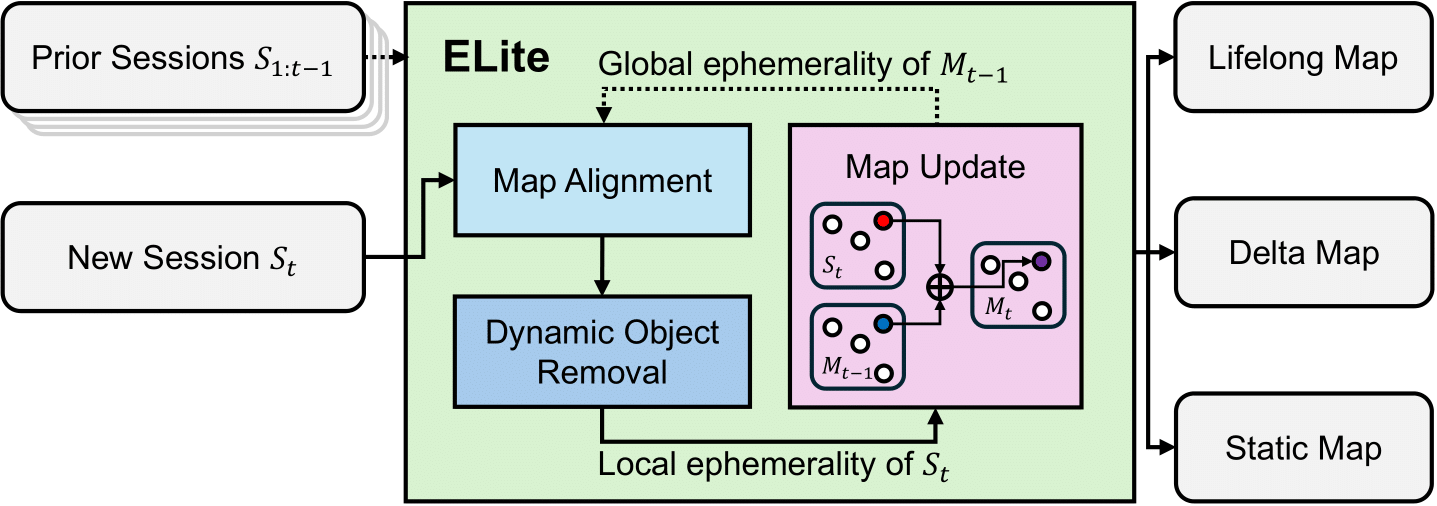 Prior Sessions S_{1:t−1}
New Session S_t
ELite
Global ephemerality of M_{t−1}
Map Alignment
Dynamic Object
Removal
Local ephemerality of S_t
Map Update
S_t
M_{t−1}
M_t
Lifelong Map
Delta Map
Static Map